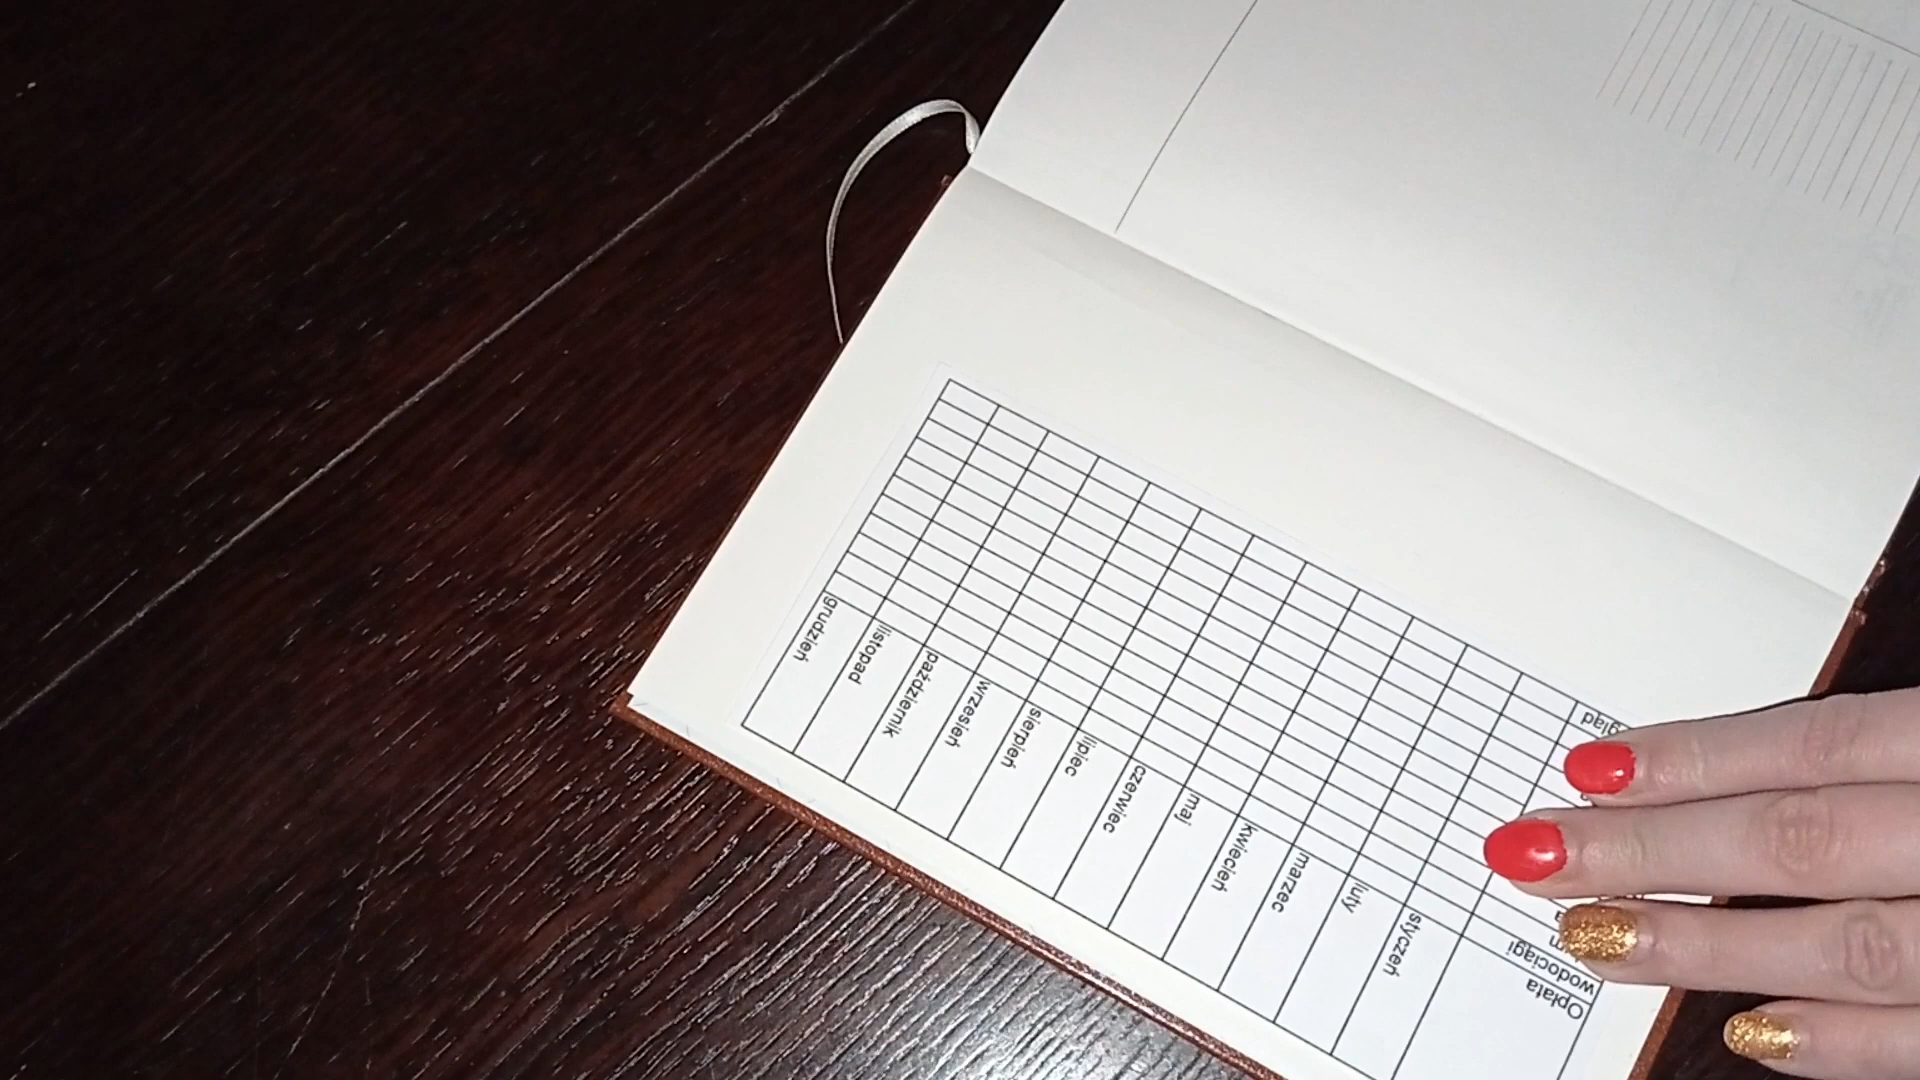 Opłata
wodociągi
styczeń
luty
marzec
kwiecień
maj
czerwiec
lipiec
sierpień
wrzesień
październik
listopad
grudzień